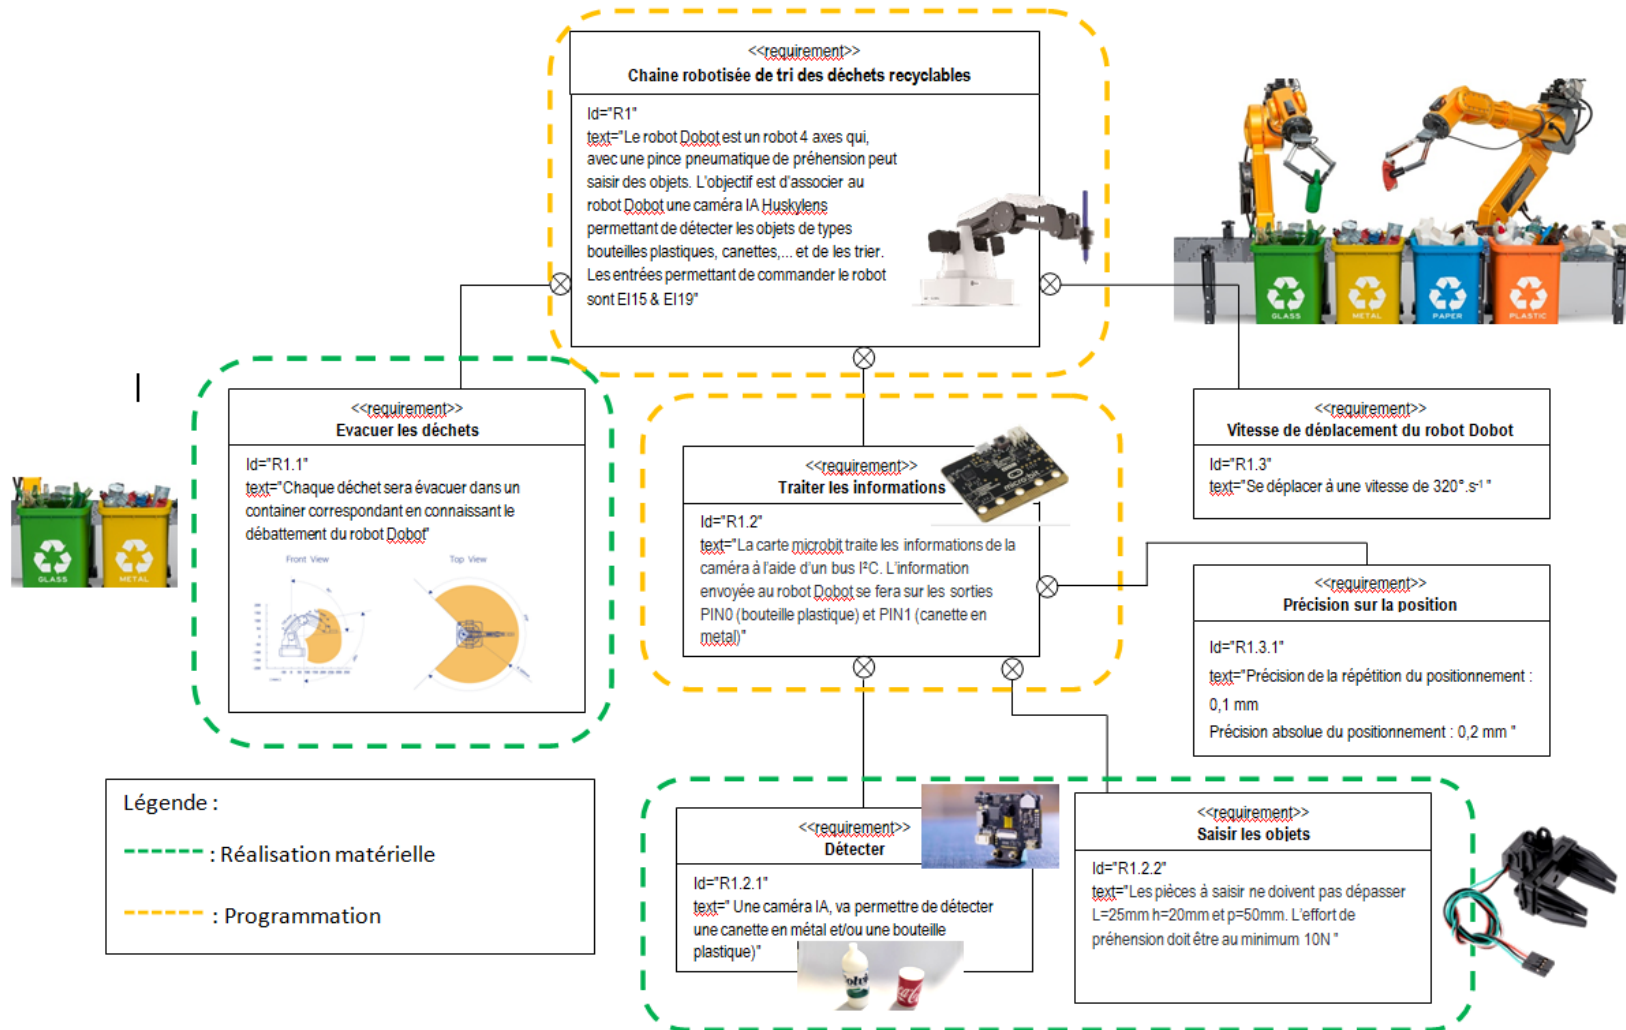 <<requirement>>
Chaine robotisée de tri des déchets recyclables
Id="R1"
text="Le robot Dobot est un robot 4 axes qui,
avec une pince pneumatique de préhension peut
saisir des objets. L'objectif est d'associer au
robot Dobot une caméra IA Huskylens
permettant de détecter les objets de types
bouteilles plastiques, canettes,... et de les trier.
Les entrées permettant de commander le robot
sont EI15 & EI19"
GLASS
METAL
PAPER
PLASTIC
<<requirement>>
Evacuer les déchets
Id="R1.1"
text="Chaque déchet sera évacuer dans un
container correspondant en connaissant le
débattement du robot Dobot"
Front View
Top View
GLASS
METAL
<<requirement>>
Traiter les informations
micro:bit
Id="R1.2"
text="La carte microbit traite les informations de la
caméra à l'aide d'un bus I²C. L'information
envoyée au robot Dobot se fera sur les sorties
PIN0 (bouteille plastique) et PIN1 (canette en
metal)"
<<requirement>>
Vitesse de déplacement du robot Dobot
Id="R1.3"
text="Se déplacer à une vitesse de 320°.s⁻¹ "
<<requirement>>
Précision sur la position
Id="R1.3.1"
text="Précision de la répétition du positionnement :
0,1 mm
Précision absolue du positionnement : 0,2 mm "
Légende :
: Réalisation matérielle
: Programmation
<<requirement>>
Détecter
Id="R1.2.1"
text=" Une caméra IA, va permettre de détecter
une canette en métal et/ou une bouteille
plastique)"
<<requirement>>
Saisir les objets
Id="R1.2.2"
text="Les pièces à saisir ne doivent pas dépasser
L=25mm h=20mm et p=50mm. L'effort de
préhension doit être au minimum 10N "